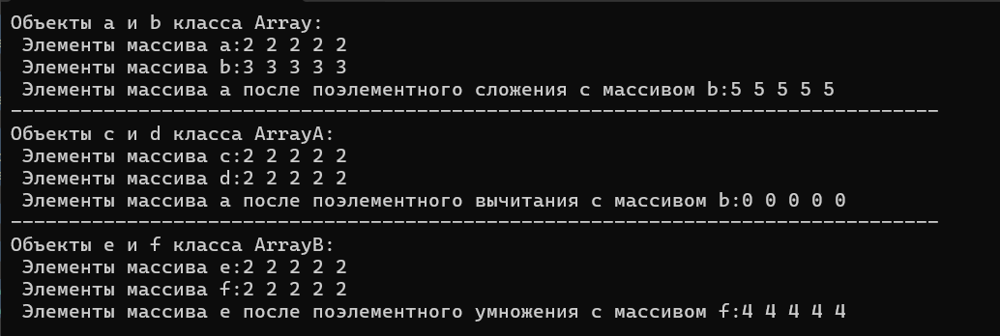 Объекты a и b класса Array:
 Элементы массива a:2 2 2 2 2
 Элементы массива b:3 3 3 3 3
 Элементы массива a после поэлементного сложения с массивом b:5 5 5 5 5
--------------------------------------------------------------------------------
Объекты c и d класса ArrayA:
 Элементы массива c:2 2 2 2 2
 Элементы массива d:2 2 2 2 2
 Элементы массива a после поэлементного вычитания с массивом b:0 0 0 0 0
--------------------------------------------------------------------------------
Объекты e и f класса ArrayB:
 Элементы массива e:2 2 2 2 2
 Элементы массива f:2 2 2 2 2
 Элементы массива e после поэлементного умножения с массивом f:4 4 4 4 4